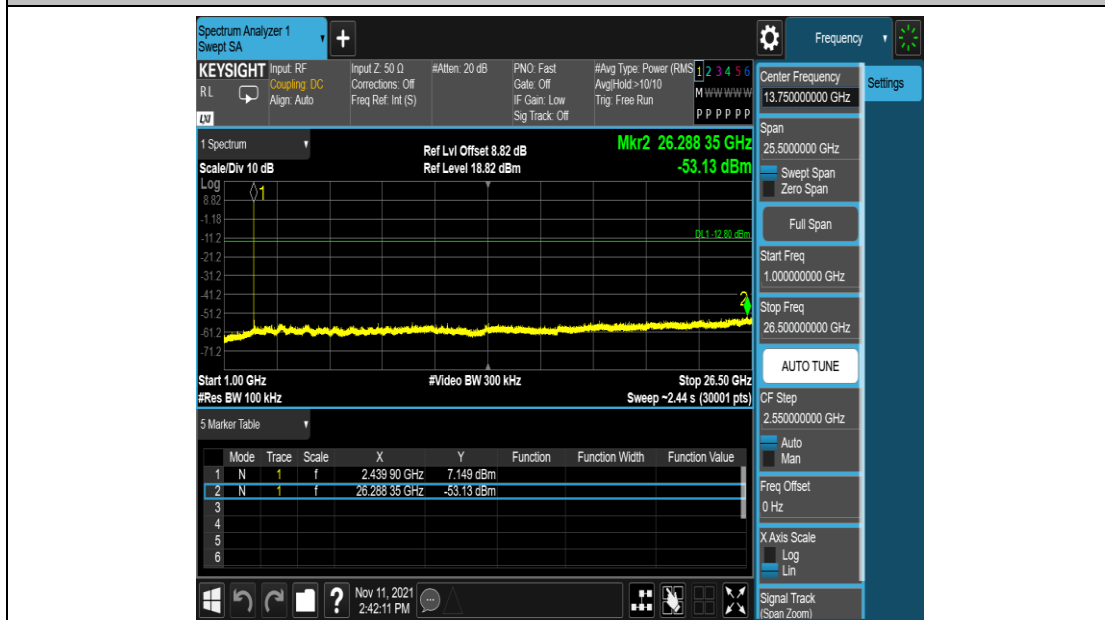 Spectrum Analyzer 1
Swept SA
+
Frequency
KEYSIGHT
RL
LXI
Input: RF
Coupling: DC
Align: Auto
Input Z: 50 Ω
Corrections: Off
Freq Ref: Int (S)
#Atten: 20 dB
PNO: Fast
Gate: Off
IF Gain: Low
Sig Track: Off
#Avg Type: Power (RMS
Avg|Hold:>10/10
Trig: Free Run
1 2 3 4 5 6
M W W W W W
P P P P P P
1 Spectrum
Scale/Div 10 dB
Ref Lvl Offset 8.82 dB
Ref Level 18.82 dBm
Mkr2 26.288 35 GHz
-53.13 dBm
Log
8.82
-1.18
-11.2
-21.2
-31.2
-41.2
-51.2
-61.2
-71.2
1
DL1 -12.80 dBm
2
Start 1.00 GHz
#Video BW 300 kHz
Stop 26.50 GHz
#Res BW 100 kHz
Sweep ~2.44 s (30001 pts)
5 Marker Table
Mode Trace Scale X Y Function Function Width Function Value
1 N 1 f 2.439 90 GHz 7.149 dBm
2 N 1 f 26.288 35 GHz -53.13 dBm
3
4
5
6
Nov 11, 2021
2:42:11 PM
Center Frequency
13.750000000 GHz
Settings
Span
25.5000000 GHz
Swept Span
Zero Span
Full Span
Start Freq
1.000000000 GHz
Stop Freq
26.500000000 GHz
AUTO TUNE
CF Step
2.550000000 GHz
Auto
Man
Freq Offset
0 Hz
X Axis Scale
Log
Lin
Signal Track
(Span Zoom)